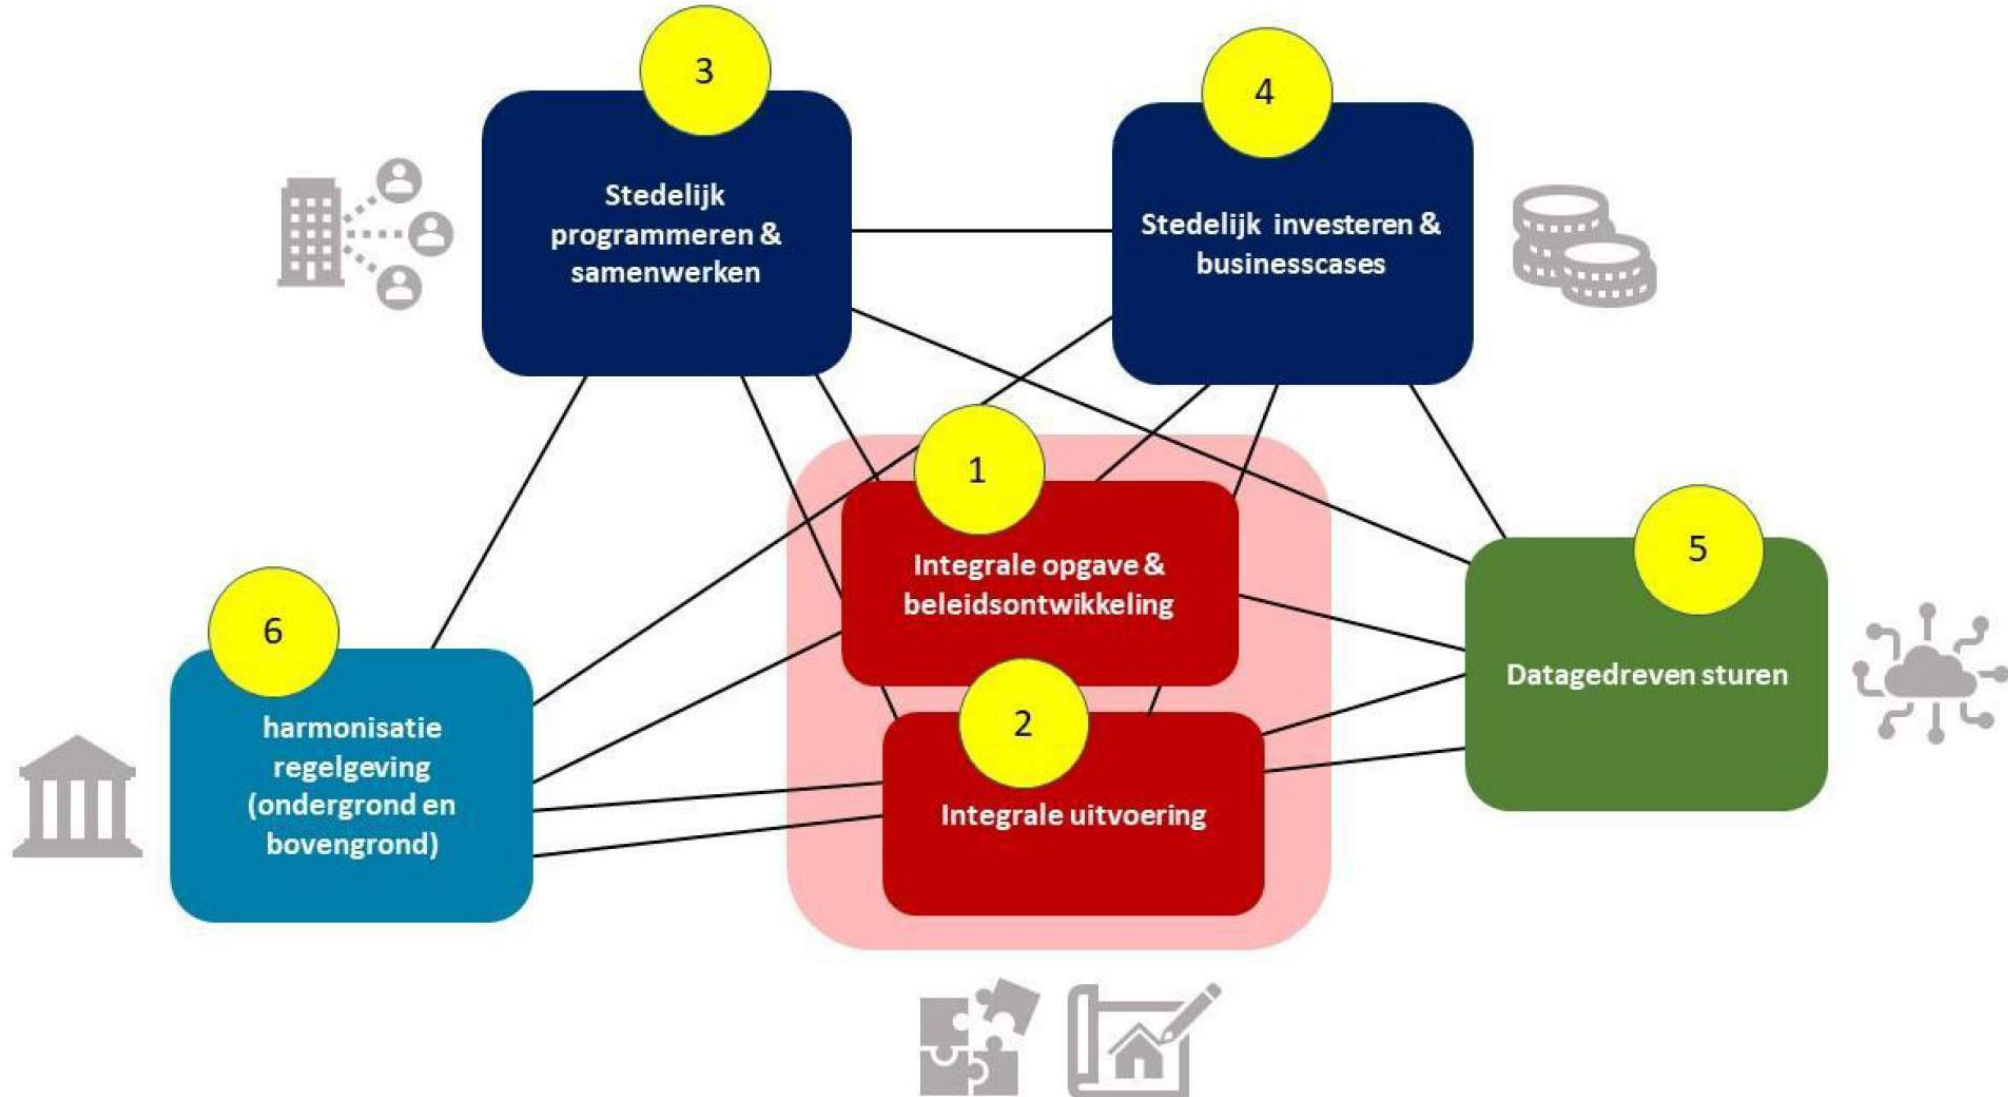 3
Stedelijk
programmeren &
samenwerken
4
Stedelijk investeren &
businesscases
1
Integrale opgave &
beleidsontwikkeling
2
Integrale uitvoering
5
Datagedreven sturen
6
harmonisatie
regelgeving
(ondergrond en
bovengrond)